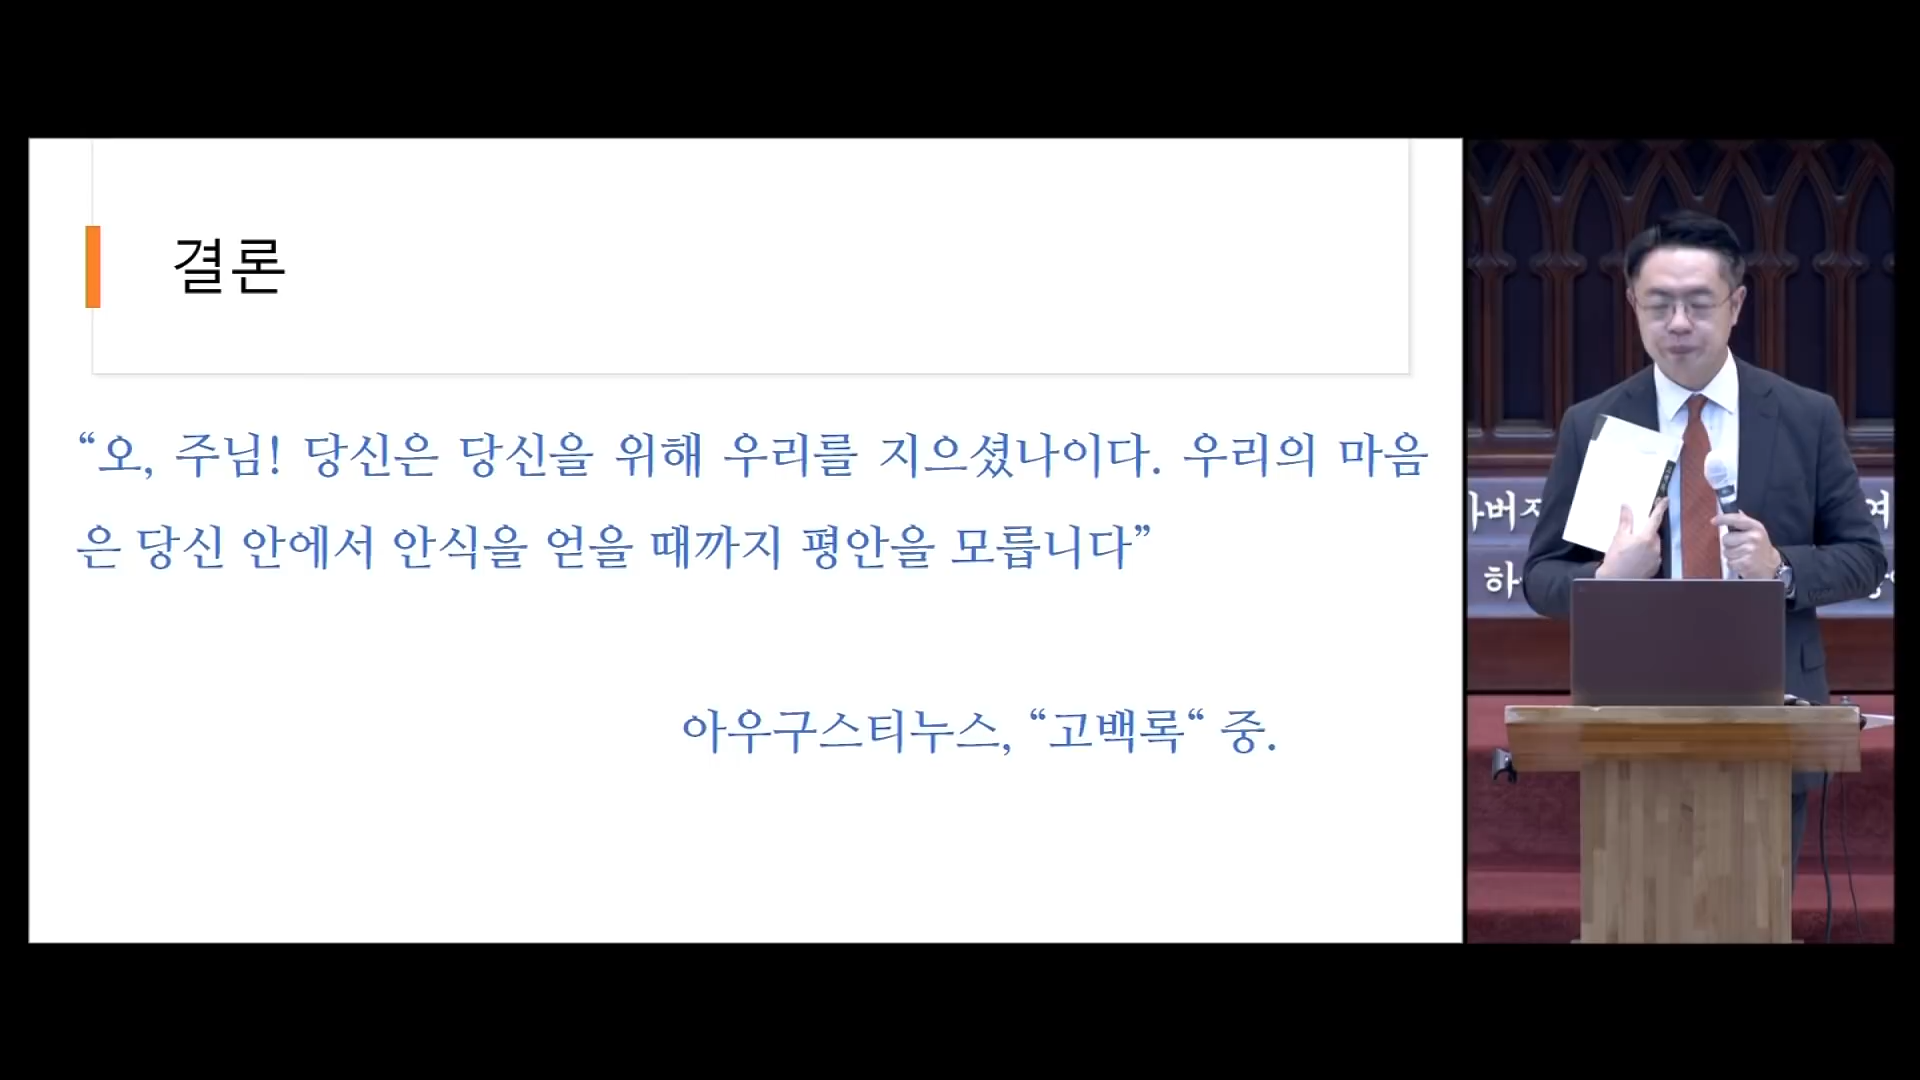 결론
“오, 주님! 당신은 당신을 위해 우리를 지으셨나이다. 우리의 마음
은 당신 안에서 안식을 얻을 때까지 평안을 모릅니다”
아우구스티누스, “고백록“ 중.